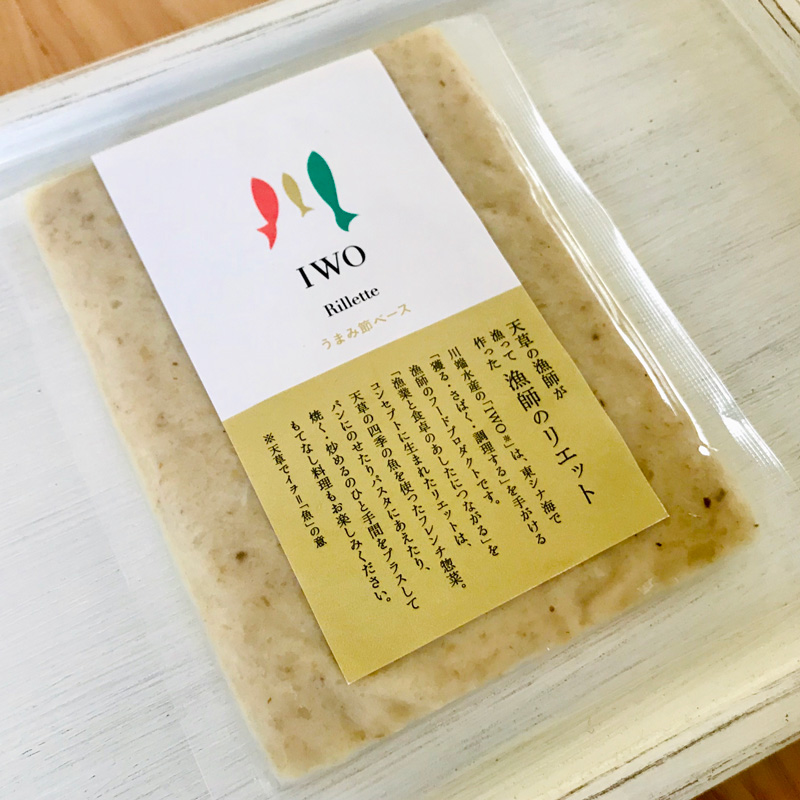 IWO
Rillette
うまみ節ベース
天草の漁師が
漁って
作った
漁師のリエット
川端水産の「IWO※」は、東シナ海で
「獲る・さばく・調理する」を手がける
漁師のフードプロダクトです。
「漁業と食卓のあしたにつながる」を
コンセプトに生まれたリエットは、
天草の四季の魚を使ったフレンチ惣菜。
パンにのせたりパスタにあえたり、
焼く・炒めるのひと手間をプラスして
もてなし料理もお楽しみください。
※天草でイヲ=「魚」の意